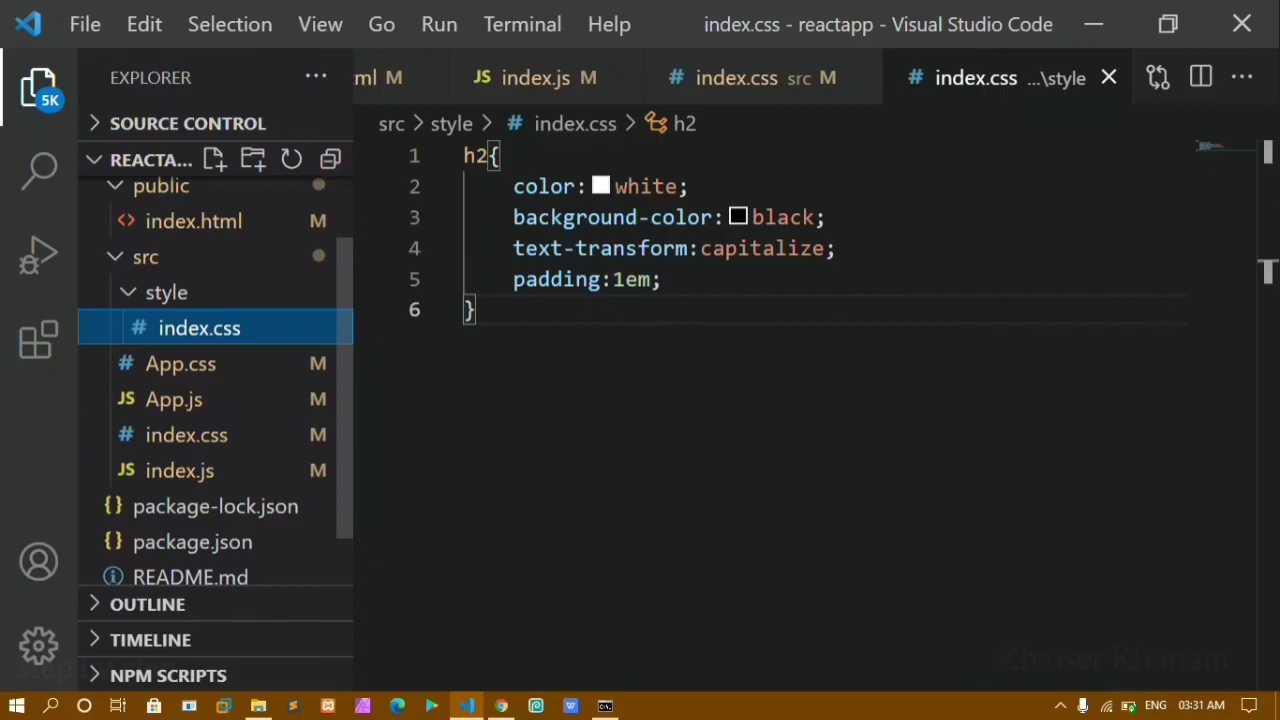 File Edit Selection View Go Run Terminal Help index.css - reactapp - Visual Studio Code
EXPLORER
ml M
JS index.js M
# index.css src M
# index.css ...\style
5K
SOURCE CONTROL
src > style > # index.css > h2
REACTA...
public
index.html M
src
style
# index.css
# App.css M
JS App.js M
# index.css M
JS index.js M
{} package-lock.json
{} package.json
README.md
OUTLINE
TIMELINE
NPM SCRIPTS
1 h2{
2 color: white;
3 background-color: black;
4 text-transform:capitalize;
5 padding:1em;
6 }
Khaiser Khanam
ENG 03:31 AM